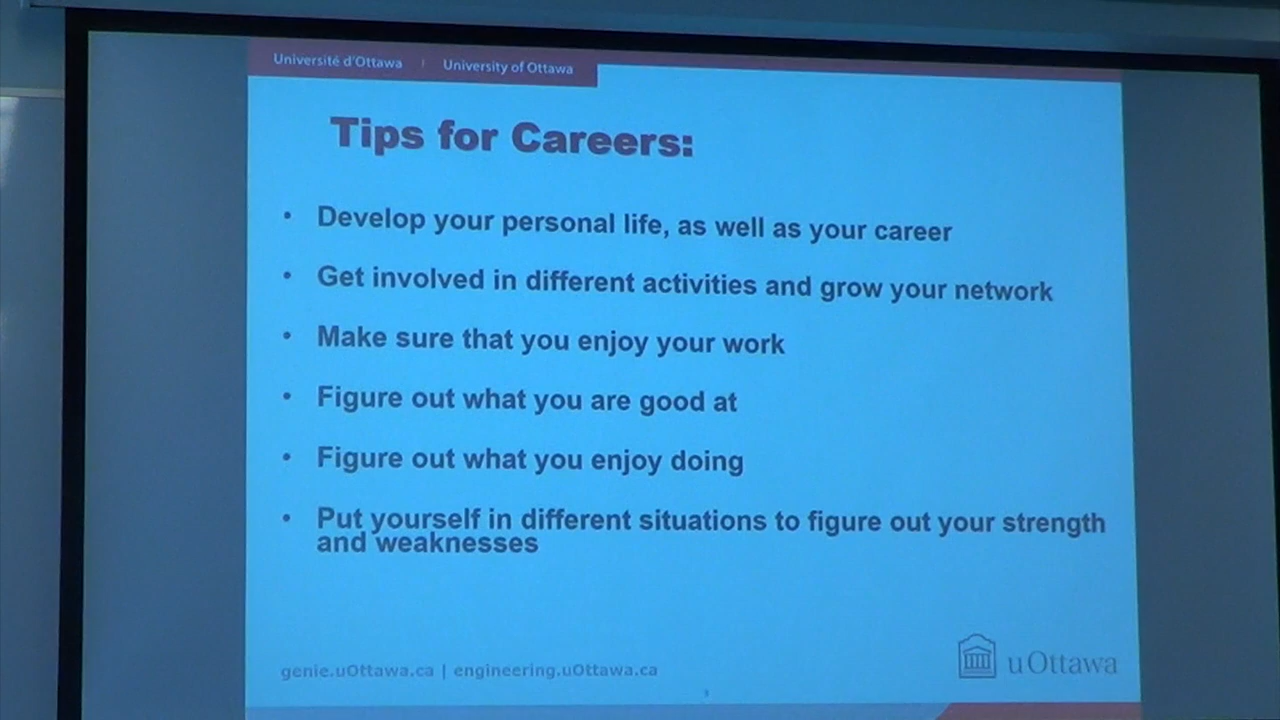 Université d'Ottawa | University of Ottawa
Tips for Careers:
• Develop your personal life, as well as your career
• Get involved in different activities and grow your network
• Make sure that you enjoy your work
• Figure out what you are good at
• Figure out what you enjoy doing
• Put yourself in different situations to figure out your strength
and weaknesses
genie.uOttawa.ca | engineering.uOttawa.ca
uOttawa